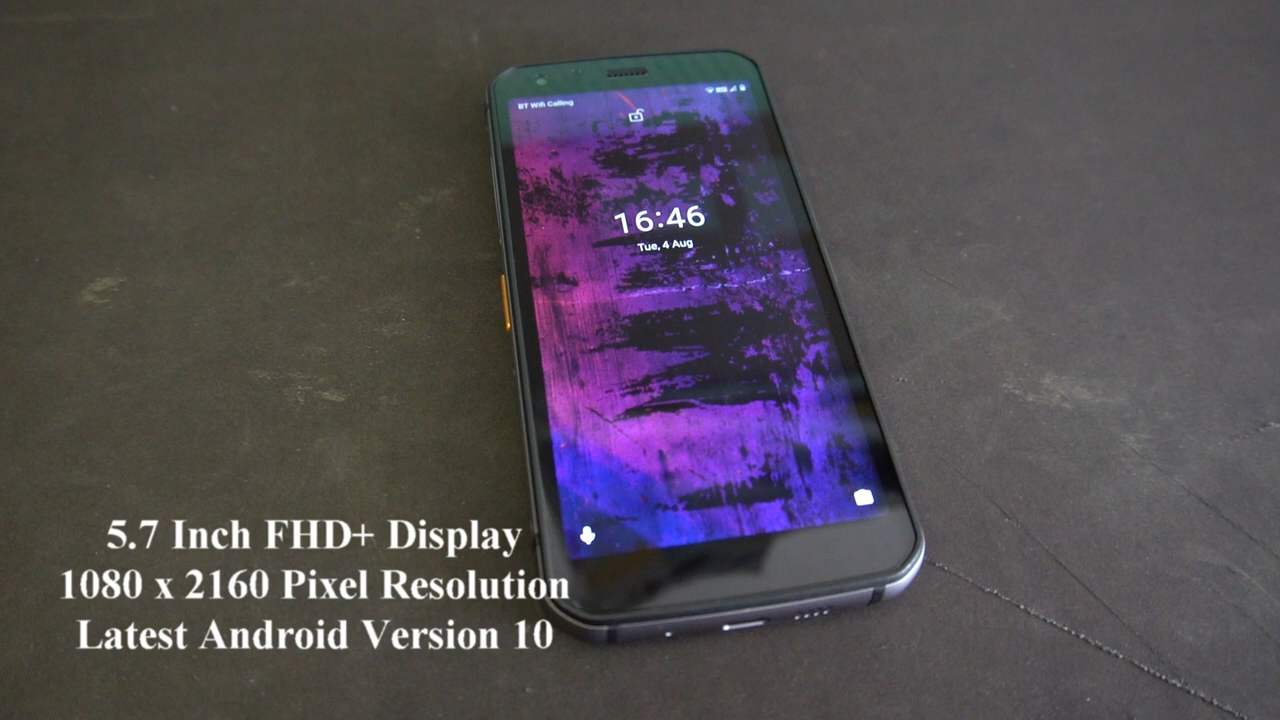 BT Wifi Calling
16:46
Tue, 4 Aug
5.7 Inch FHD+ Display
1080 x 2160 Pixel Resolution
Latest Android Version 10